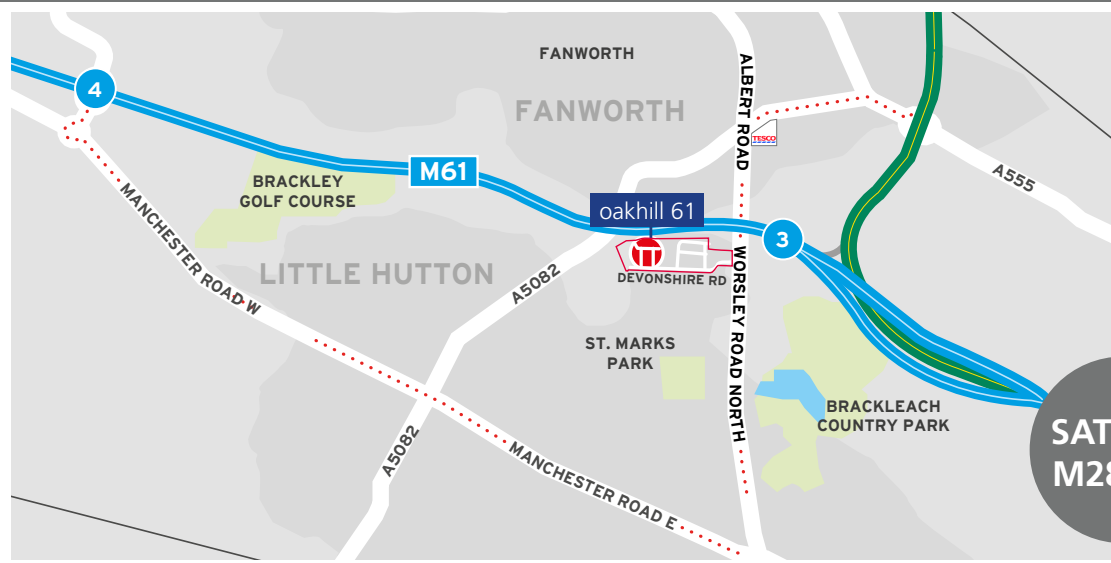 FANWORTH
ALBERT ROAD
4
FANWORTH
TESCO
M61
A555
BRACKLEY
GOLF COURSE
MANCHESTER ROAD W
oakhill 61
3
LITTLE HUTTON
A5082
DEVONSHIRE RD
WORSLEY ROAD NORTH
ST. MARKS
PARK
BRACKLEACH
COUNTRY PARK
SAT
M28
A5082
MANCHESTER ROAD E